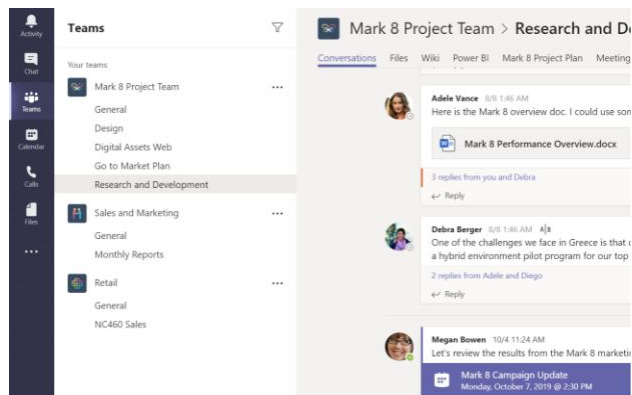 Activity
Chat
Teams
Calendar
Calls
Files
Teams
Your teams
Mark 8 Project Team
General
Design
Digital Assets Web
Go to Market Plan
Research and Development
Sales and Marketing
General
Monthly Reports
Retail
General
NC460 Sales
Mark 8 Project Team > Research and D
Conversations Files Wiki Power BI Mark 8 Project Plan Meeting
Adele Vance 8/8 1:46 AM
Here is the Mark 8 overview doc. I could use
Mark 8 Performance Overview.docx
3 replies from you and Debra
Reply
Debra Berger 8/8 1:46 AM
One of the challenges we face in Greece is that
a hybrid environment pilot program for our top
2 replies from Adele and Diego
Reply
Megan Bowen 10/4 11:24 AM
Let's review the results from the Mark 8
Mark 8 Campaign Update
Monday, October 7, 2019 @ 2:30 PM